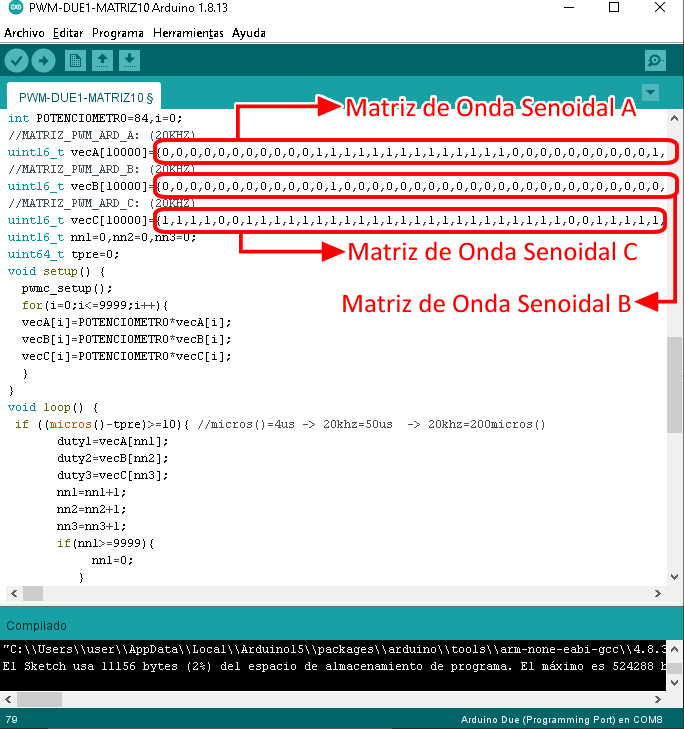 PWM-DUE1-MATRIZ10 Arduino 1.8.13
Archivo Editar Programa Herramientas Ayuda
PWM-DUE1-MATRIZ10 §
int POTENCIOMETRO=84,i=0;
Matriz de Onda Senoidal A
//MATRIZ_PWM_ARD_A: (20KHZ)
uint16_t vecA[10000]={0,0,0,0,0,0,0,0,0,0,0,1,1,1,1,1,1,1,1,1,1,1,1,1,1,0,0,0,0,0,0,0,0,0,0,1,
//MATRIZ_PWM_ARD_B: (20KHZ)
uint16_t vecB[10000]={0,0,0,0,0,0,0,0,0,0,0,0,1,0,0,0,0,0,0,0,0,0,0,0,0,0,0,0,0,0,0,0,0,0,0,0,
//MATRIZ_PWM_ARD_C: (20KHZ)
uint16_t vecC[10000]={1,1,1,1,0,0,1,1,1,1,1,1,1,1,1,1,1,1,1,1,1,1,1,1,1,1,1,1,1,0,0,1,1,1,1,1,
uint16_t nn1=0,nn2=0,nn3=0;
uint64_t tpre=0;
Matriz de Onda Senoidal C
void setup() {
pwmc_setup();
Matriz de Onda Senoidal B
for(i=0;i<=9999;i++){
vecA[i]=POTENCIOMETRO*vecA[i];
vecB[i]=POTENCIOMETRO*vecB[i];
vecC[i]=POTENCIOMETRO*vecC[i];
}
}
void loop() {
if ((micros()-tpre)>=10){ //micros()=4us -> 20khz=50us -> 20khz=200micros()
duty1=vecA[nn1];
duty2=vecB[nn2];
duty3=vecC[nn3];
nn1=nn1+1;
nn2=nn2+1;
nn3=nn3+1;
if(nn1>=9999){
nn1=0;
}
Compilado
"C:\\Users\\user\\AppData\\Local\\Arduino15\\packages\\arduino\\tools\\arm-none-eabi-gcc\\4.8.3
El Sketch usa 11156 bytes (2%) del espacio de almacenamiento de programa. El máximo es 524288 b
79
Arduino Due (Programming Port) en COM8